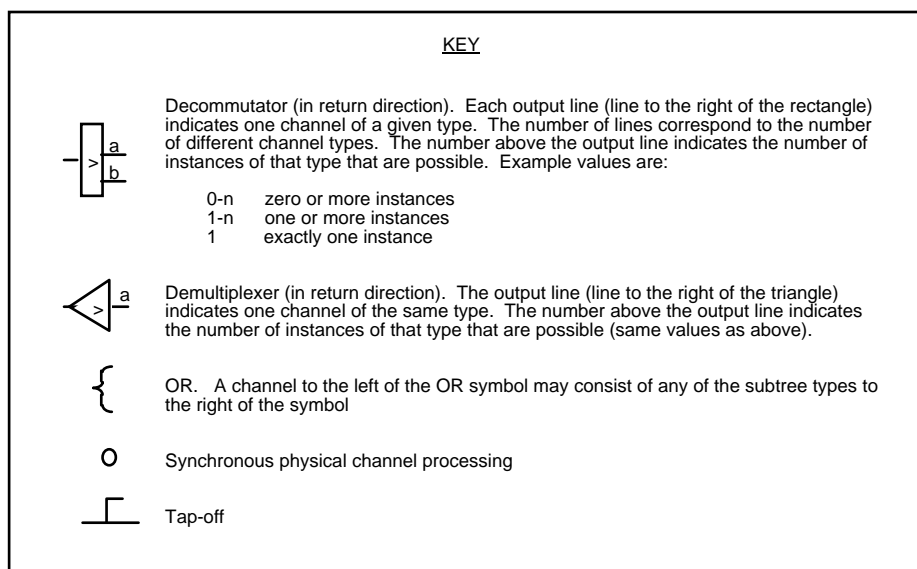 KEY
Decommutator (in return direction).  Each output line (line to the right of the rectangle)
indicates one channel of a given type.  The number of lines correspond to the number
of different channel types.  The number above the output line indicates the number of
instances of that type that are possible.  Example values are:
a
>
b
0-n zero or more instances
1-n one or more instances
1 exactly one instance
Demultiplexer (in return direction).  The output line (line to the right of the triangle)
indicates one channel of the same type.  The number above the output line indicates
the number of instances of that type that are possible (same values as above).
a
>
OR.   A channel to the left of the OR symbol may consist of any of the subtree types to
the right of the symbol
Synchronous physical channel processing
Tap-off